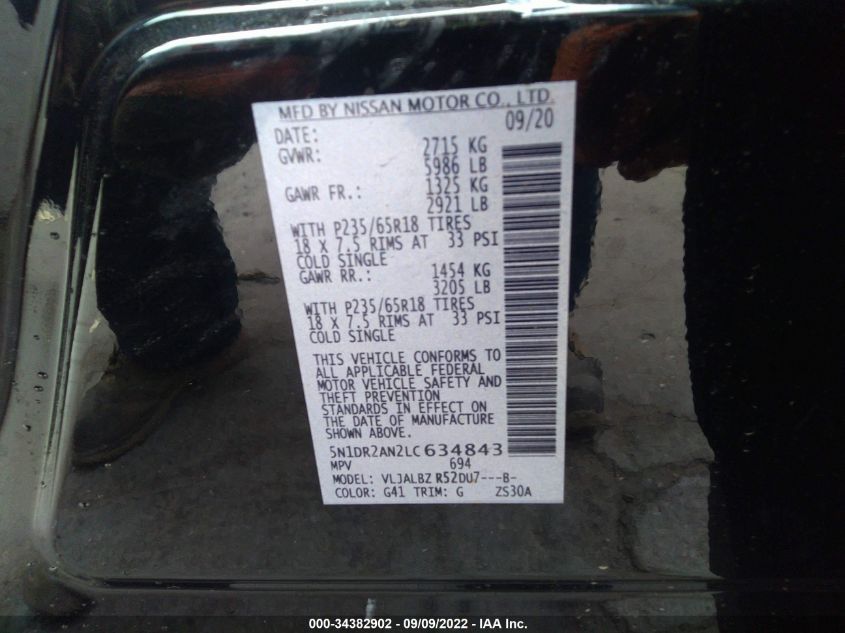 MFD BY NISSAN MOTOR CO., LTD.
DATE: 09/20
GVWR: 2715 KG
5986 LB
GAWR FR.: 1325 KG
2921 LB
WITH P235/65R18 TIRES
18 X 7.5 RIMS AT 33 PSI
COLD SINGLE
GAWR RR.: 1454 KG
3205 LB
WITH P235/65R18 TIRES
18 X 7.5 RIMS AT 33 PSI
COLD SINGLE
THIS VEHICLE CONFORMS TO
ALL APPLICABLE FEDERAL
MOTOR VEHICLE SAFETY AND
THEFT PREVENTION
STANDARDS IN EFFECT ON
THE DATE OF MANUFACTURE
SHOWN ABOVE.
5N1DR2AN2LC634843
MPV 694
MODEL: VLJALBZ R52DU7---B-
COLOR: G41 TRIM: G ZS30A
000-34382902 - 09/09/2022 - IAA Inc.